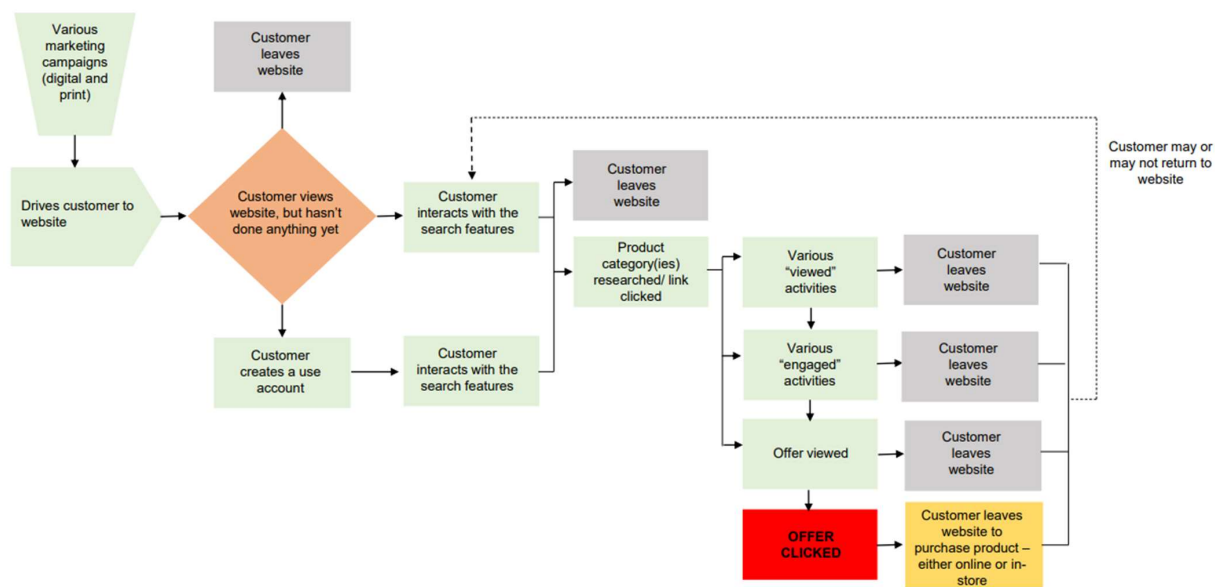 Various
marketing
campaigns
(digital and
print)
Customer
leaves
website
Drives customer to
website
Customer views
website, but hasn't
done anything yet
Customer
interacts with the
search features
Customer
leaves
website
Customer may or
may not return to
website
Product
category(ies)
researched/ link
clicked
Various
“viewed”
activities
Customer
leaves
website
Customer
creates a use
account
Customer
interacts with the
search features
Various
“engaged”
activities
Customer
leaves
website
Offer viewed
Customer
leaves
website
OFFER
CLICKED
Customer leaves
website to
purchase product –
either online or in-
store